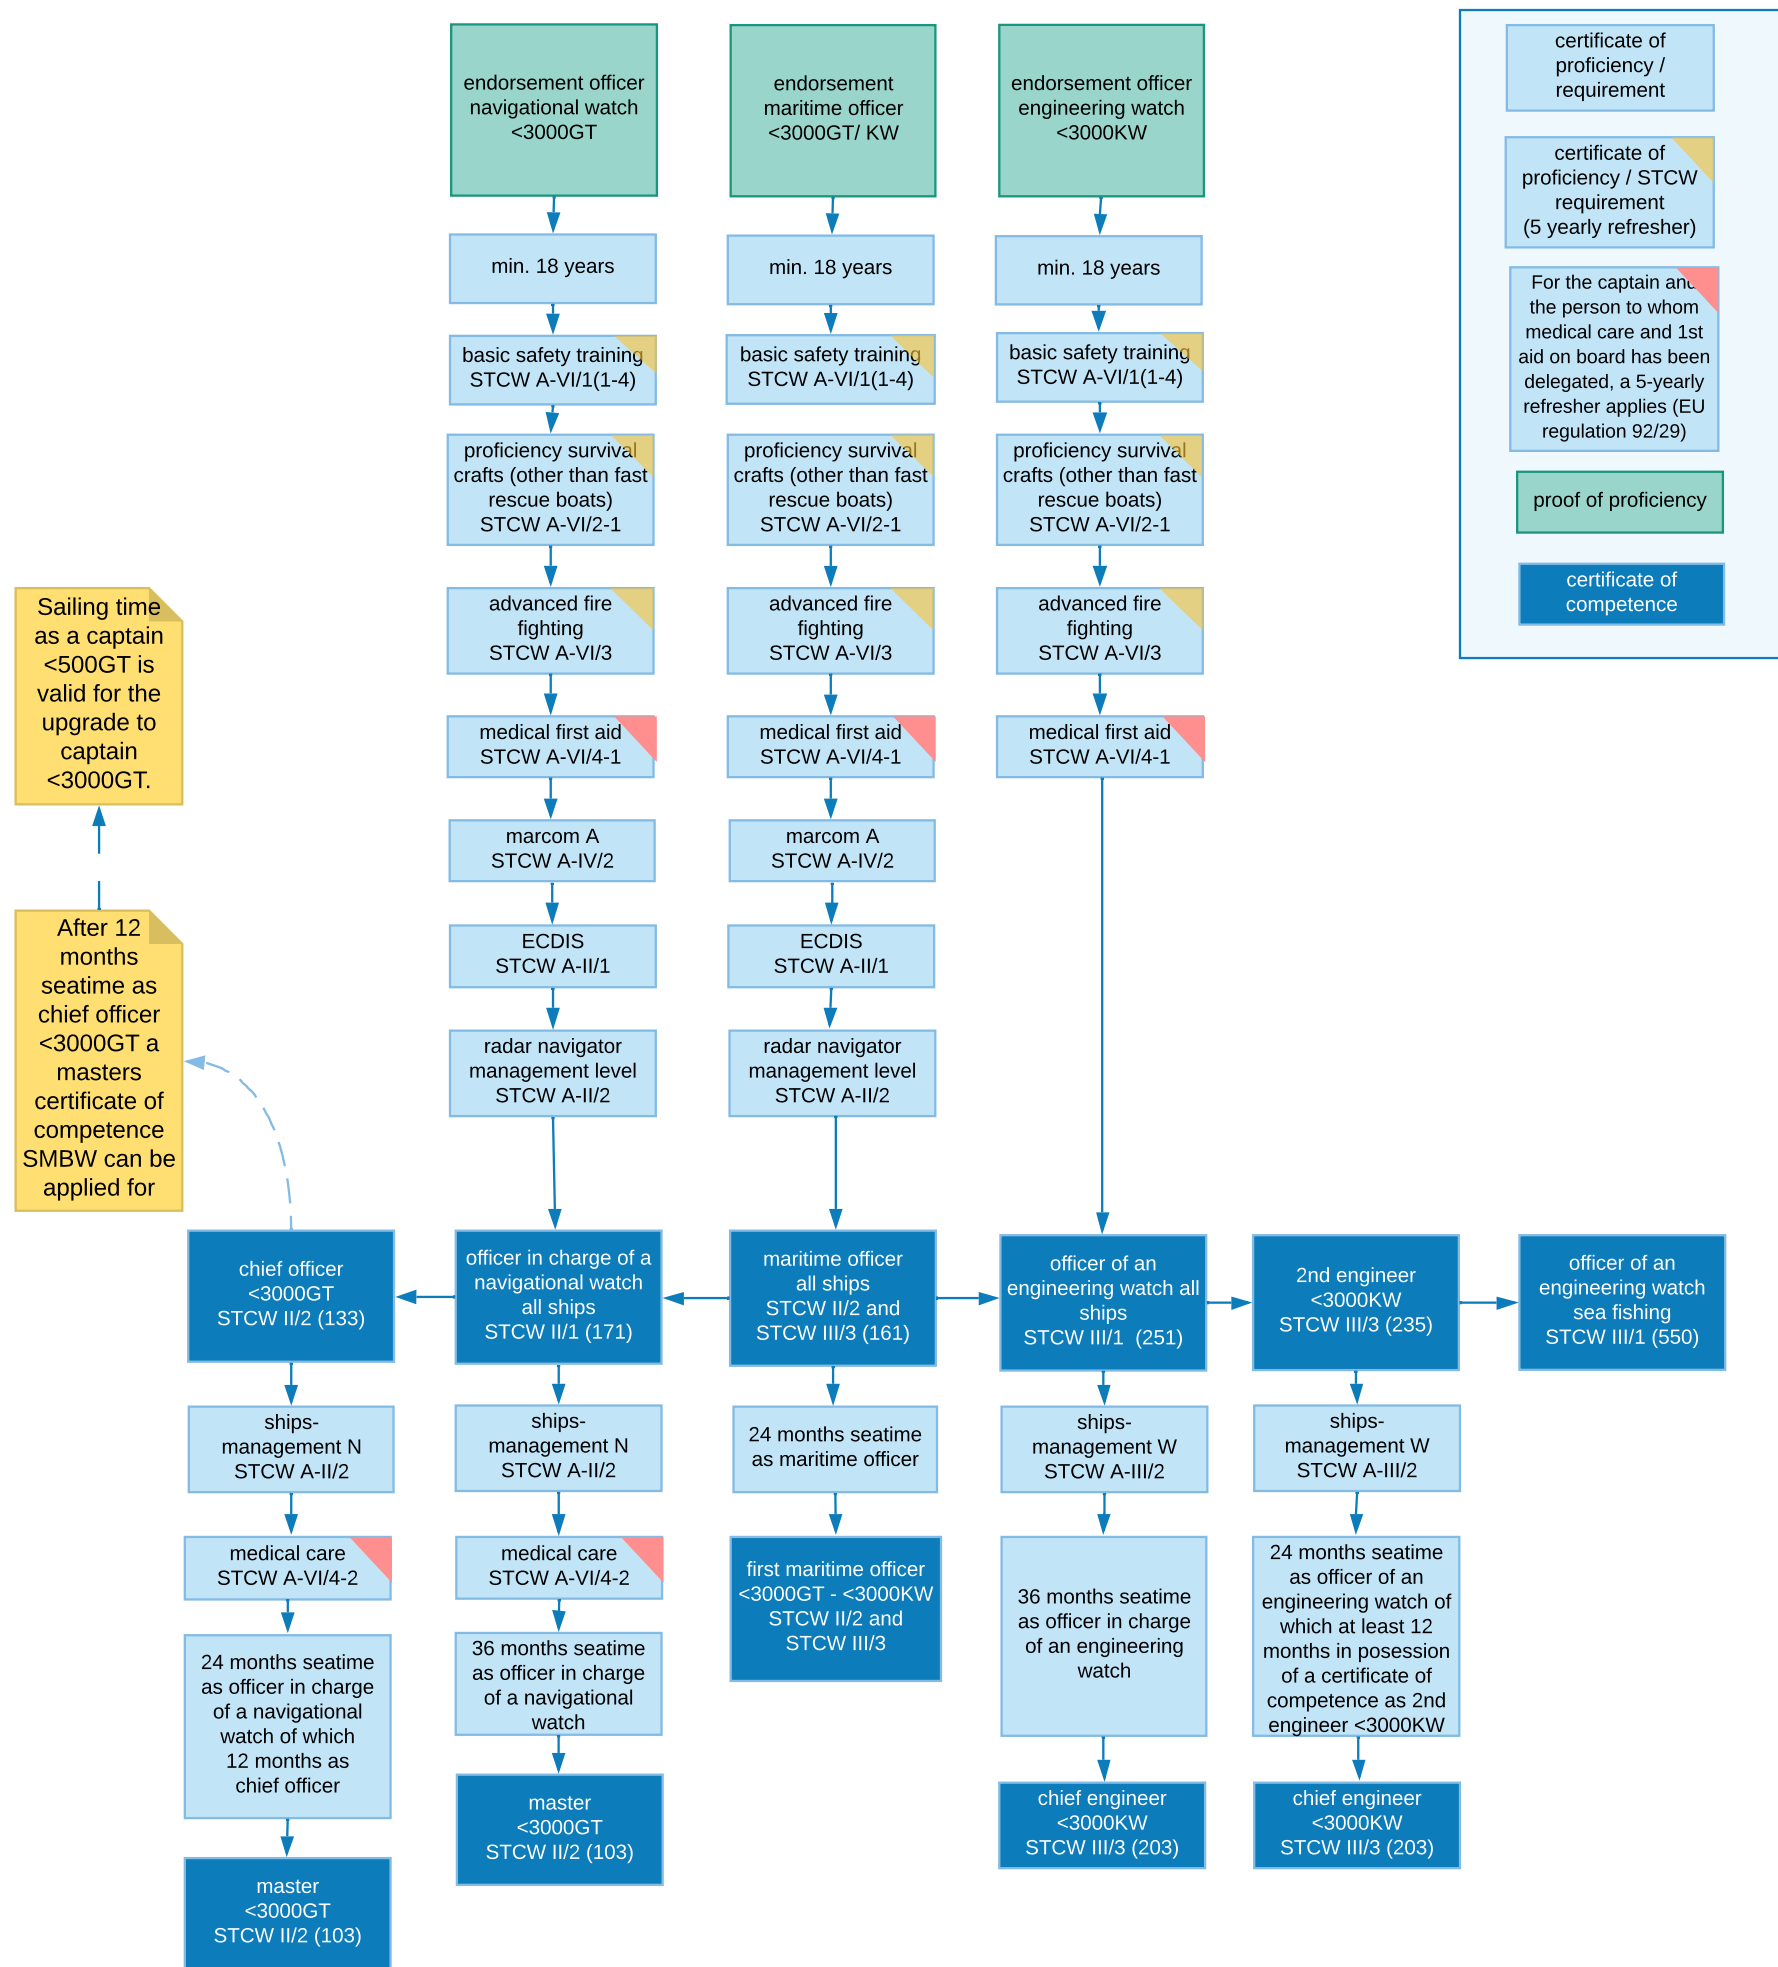 endorsement officer
navigational watch
<3000GT
endorsement
maritime officer
<3000GT/ KW
endorsement officer
engineering watch
<3000KW
certificate of
proficiency /
requirement
certificate of
proficiency / STCW
requirement
(5 yearly refresher)
For the captain and
the person to whom
medical care and 1st
aid on board has been
delegated, a 5-yearly
refresher applies (EU
regulation 92/29)
proof of proficiency
certificate of
competence
min. 18 years
min. 18 years
min. 18 years
basic safety training
STCW A-VI/1(1-4)
basic safety training
STCW A-VI/1(1-4)
basic safety training
STCW A-VI/1(1-4)
proficiency survival
crafts (other than fast
rescue boats)
STCW A-VI/2-1
proficiency survival
crafts (other than fast
rescue boats)
STCW A-VI/2-1
proficiency survival
crafts (other than fast
rescue boats)
STCW A-VI/2-1
advanced fire
fighting
STCW A-VI/3
advanced fire
fighting
STCW A-VI/3
advanced fire
fighting
STCW A-VI/3
medical first aid
STCW A-VI/4-1
medical first aid
STCW A-VI/4-1
medical first aid
STCW A-VI/4-1
marcom A
STCW A-IV/2
marcom A
STCW A-IV/2
ECDIS
STCW A-II/1
ECDIS
STCW A-II/1
radar navigator
management level
STCW A-II/2
radar navigator
management level
STCW A-II/2
Sailing time
as a captain
<500GT is
valid for the
upgrade to
captain
<3000GT.
After 12
months
seatime as
chief officer
<3000GT a
masters
certificate of
competence
SMBW can be
applied for
chief officer
<3000GT
STCW II/2 (133)
officer in charge of a
navigational watch
all ships
STCW II/1 (171)
maritime officer
all ships
STCW II/2 and
STCW III/3 (161)
officer of an
engineering watch all
ships
STCW III/1  (251)
2nd engineer
<3000KW
STCW III/3 (235)
officer of an
engineering watch
sea fishing
STCW III/1 (550)
ships-
management N
STCW A-II/2
ships-
management N
STCW A-II/2
24 months seatime
as maritime officer
ships-
management W
STCW A-III/2
ships-
management W
STCW A-III/2
medical care
STCW A-VI/4-2
medical care
STCW A-VI/4-2
first maritime officer
<3000GT - <3000KW
STCW II/2 and
STCW III/3
36 months seatime
as officer in charge
of an engineering
watch
24 months seatime
as officer of an
engineering watch of
which at least 12
months in posession
of a certificate of
competence as 2nd
engineer <3000KW
24 months seatime
as officer in charge
of a navigational
watch of which
12 months as
chief officer
36 months seatime
as officer in charge
of a navigational
watch
master
<3000GT
STCW II/2 (103)
chief engineer
<3000KW
STCW III/3 (203)
chief engineer
<3000KW
STCW III/3 (203)
master
<3000GT
STCW II/2 (103)